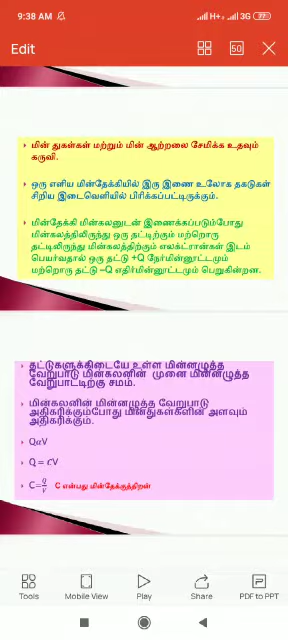 9:38 AM
H+
3G
Edit
50
மின் துகள்கள் மற்றும் மின் ஆற்றலை சேமிக்க உதவும்
கருவி.
ஒரு எளிய மின்தேக்கியில் இரு இணை உலோக தகடுகள்
சிறிய இடைவெளியில் பிரிக்கப்பட்டிருக்கும்.
மின்தேக்கி மின்கலனுடன் இணைக்கப்படும்போது
மின்கலத்திலிருந்து ஒரு தட்டிற்கும் மற்றொரு
தட்டிலிருந்து மின்கலத்திற்கும் எலக்ட்ரான்கள் இடம்
பெயர்வதால் ஒரு தட்டு +Q நேர்மின்னூட்டமும்
மற்றொரு தட்டு –Q எதிர்மின்னூட்டமும் பெறுகின்றன.
தட்டுகளுக்கிடையே உள்ள மின்னழுத்த
வேறுபாடு மின்கலனின் முனை மின்னழுத்த
வேறுபாட்டிற்கு சமம்.
மின்கலனின் மின்னழுத்த வேறுபாடு
அதிகரிக்கும்போது மின்துகள்களின் அளவும்
அதிகரிக்கும்.
QαV
Q = CV
C=q/v C என்பது மின்தேக்குத்திறன்
Tools Mobile View Play Share PDF to PPT